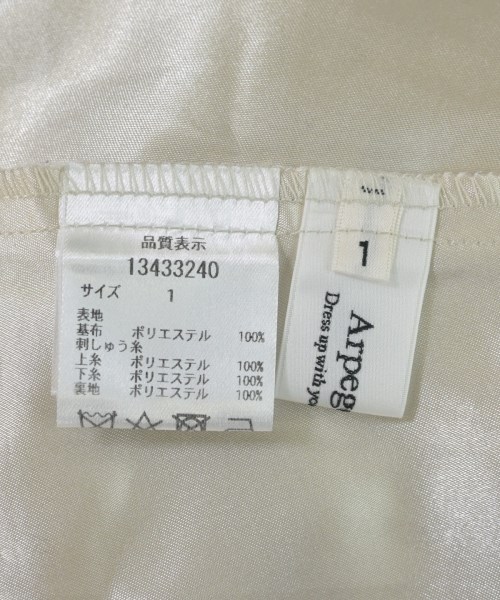 品質表示
13433240
サイズ 1
表地
基布 ポリエステル 100%
刺しゅう糸
上糸 ポリエステル 100%
下糸 ポリエステル 100%
裏地 ポリエステル 100%
1
Arpeg
Dress up with yo